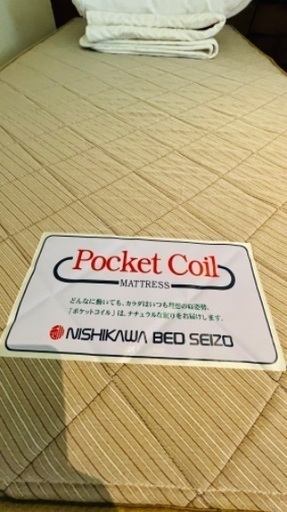 Pocket Coil
MATTRESS
どんなに動いても、カラダはいつも理想の寝姿勢。
「ポケットコイル」は、ナチュラルな眠りをお届けします。
NISHIKAWA BED SEIZO